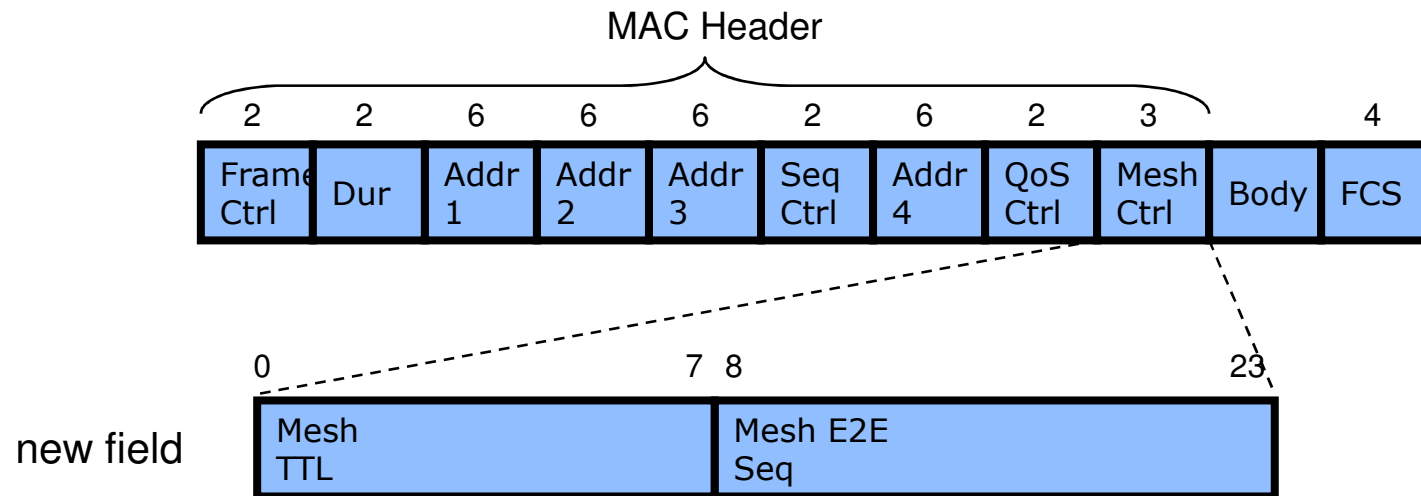 MAC Header
2 2 6 6 6 2 6 2 3 4
Frame Ctrl Dur Addr 1 Addr 2 Addr 3 Seq Ctrl Addr 4 QoS Ctrl Mesh Ctrl Body FCS
0 7 8 23
new field
Mesh
TTL
Mesh E2E
Seq